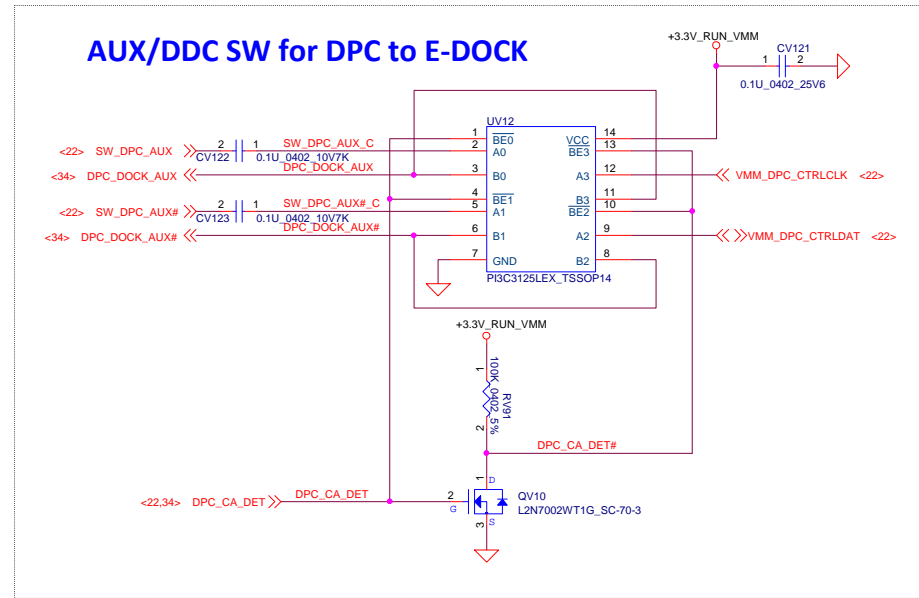 AUX/DDC SW for DPC to E-DOCK
+3.3V_RUN_VMM
CV121
1 2
0.1U_0402_25V6
UV12
1 BE0 VCC 14
<22> SW_DPC_AUX 2 1 SW_DPC_AUX_C 2 A0 BE3 13
CV122 0.1U_0402_10V7K
<34> DPC_DOCK_AUX DPC_DOCK_AUX 3 B0 A3 12 VMM_DPC_CTRLCLK <22>
4 BE1 B3 11
<22> SW_DPC_AUX# 2 1 SW_DPC_AUX#_C 5 A1 BE2 10
CV123 0.1U_0402_10V7K
<34> DPC_DOCK_AUX# DPC_DOCK_AUX# 6 B1 A2 9 VMM_DPC_CTRLDAT <22>
7 GND B2 8
PI3C3125LEX_TSSOP14
+3.3V_RUN_VMM
1
100K_0402_5%
RV91
2
DPC_CA_DET#
1 D
<22,34> DPC_CA_DET DPC_CA_DET 2 G
QV10
L2N7002WT1G_SC-70-3
3 S